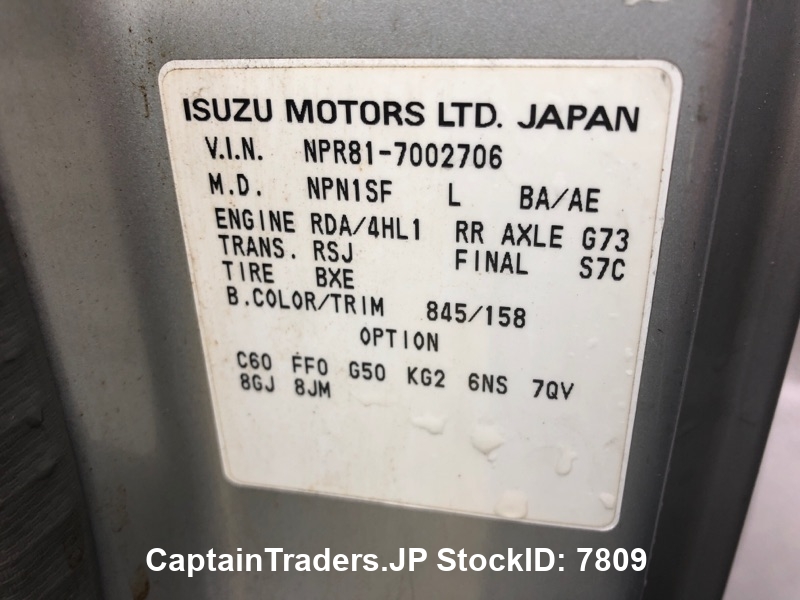 ISUZU MOTORS LTD. JAPAN
V.I.N. NPR81-7002706
M.D. NPN1SF L BA/AE
ENGINE RDA/4HL1 RR AXLE G73
TRANS. RSJ FINAL S7C
TIRE BXE
B.COLOR/TRIM 845/158
OPTION
C60 FF0 G50 KG2 6NS 7QV
8GJ 8JM
CaptainTraders.JP StockID: 7809